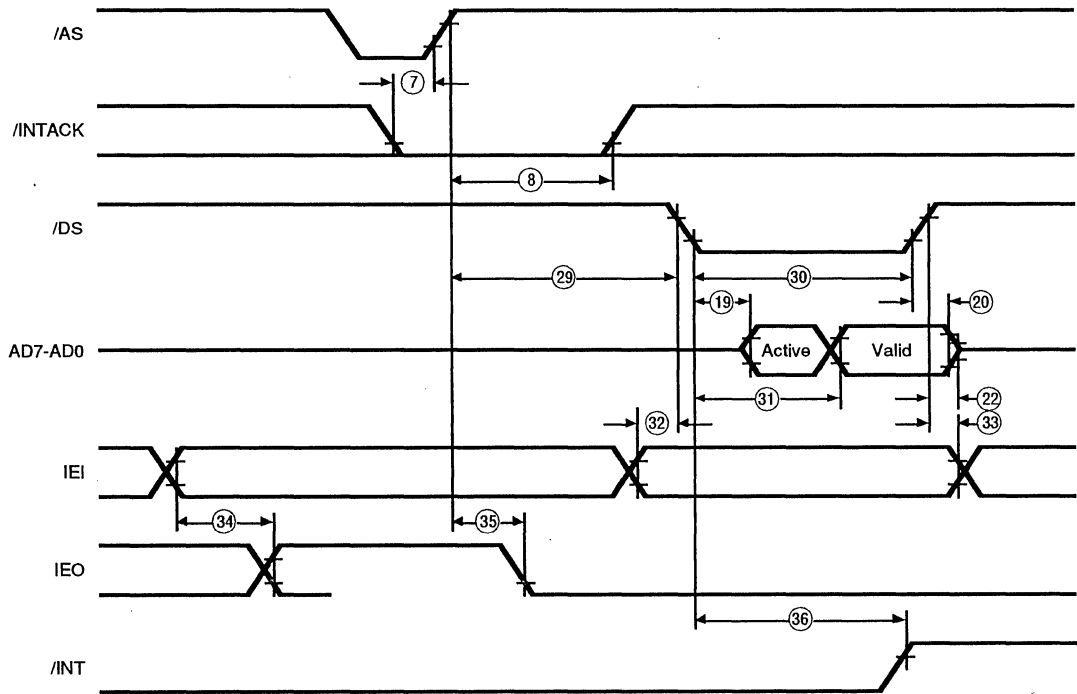 /AS
7
/INTACK
8
/DS
29
30
19
20
AD7-AD0
Active
Valid
31
22
32
33
IEI
34
35
IEO
36
/INT